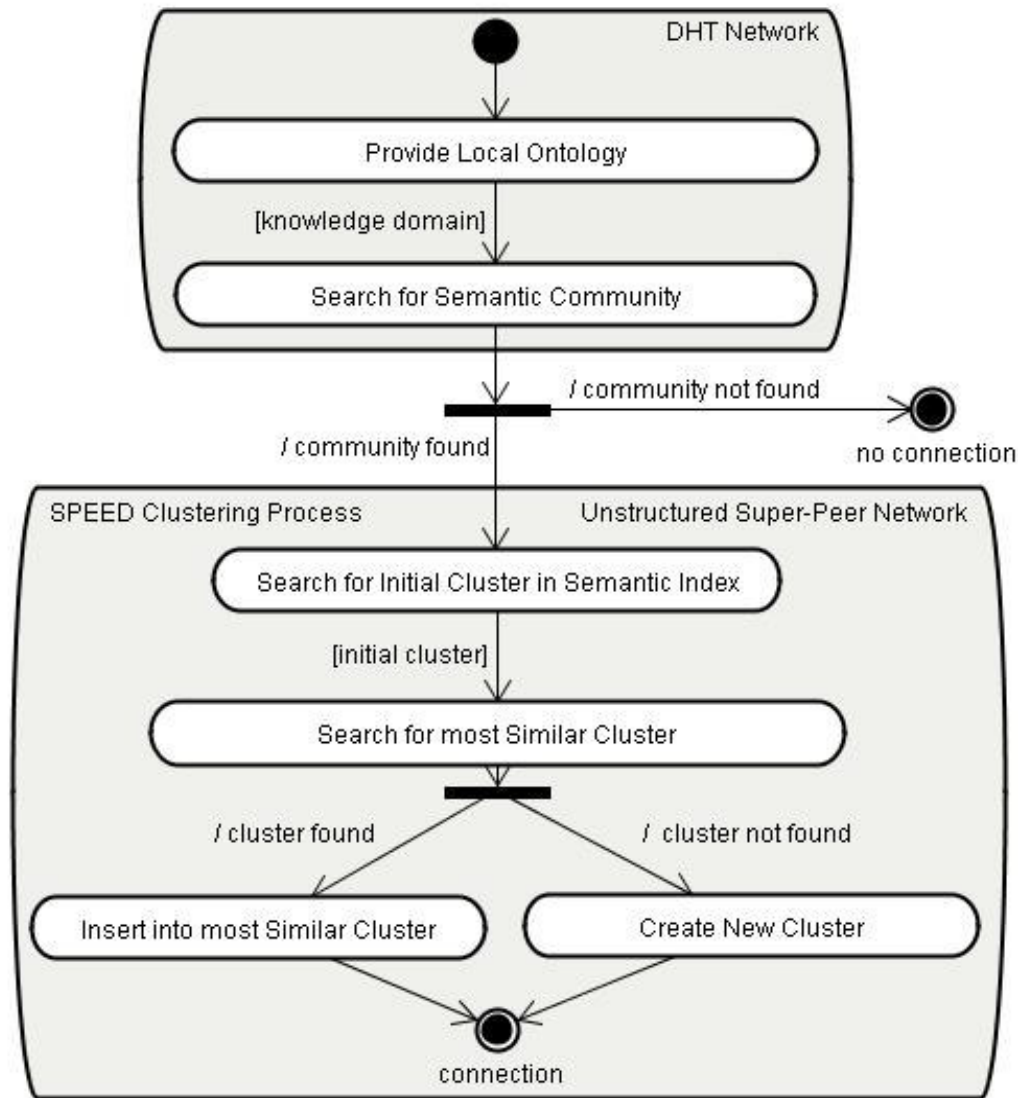 DHT Network
Provide Local Ontology
[knowledge domain]
Search for Semantic Community
/ community not found
/ community found
no connection
SPEED Clustering Process
Unstructured Super-Peer Network
Search for Initial Cluster in Semantic Index
[initial cluster]
Search for most Similar Cluster
/ cluster found
/ cluster not found
Insert into most Similar Cluster
Create New Cluster
connection